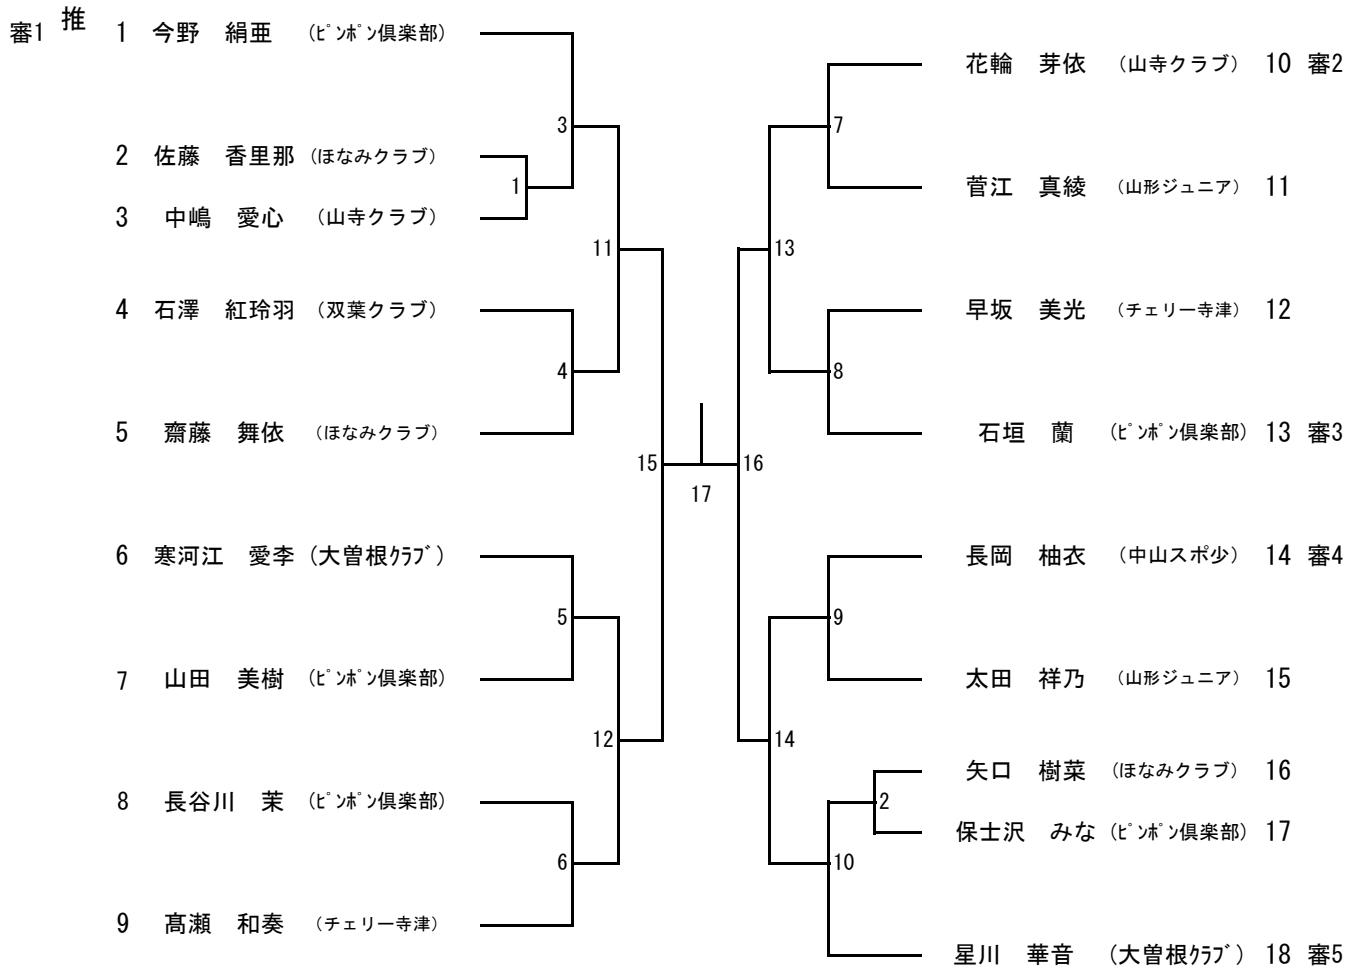 審1 推 1 今野 絹亜 (ﾋﾟﾝﾎﾟﾝ倶楽部)
2 佐藤 香里那 (ほなみクラブ)
1
3 中嶋 愛心 (山寺クラブ)
3
4 石澤 紅玲羽 (双葉クラブ)
4
5 齋藤 舞依 (ほなみクラブ)
11
6 寒河江 愛李 (大曽根ｸﾗﾌﾞ)
5
7 山田 美樹 (ﾋﾟﾝﾎﾟﾝ倶楽部)
12
8 長谷川 茉 (ﾋﾟﾝﾎﾟﾝ倶楽部)
6
9 髙瀬 和奏 (チェリー寺津)
15
17
16
花輪 芽依 (山寺クラブ) 10 審2
7
菅江 真綾 (山形ジュニア) 11
13
早坂 美光 (チェリー寺津) 12
8
石垣 蘭 (ﾋﾟﾝﾎﾟﾝ倶楽部) 13 審3
長岡 柚衣 (中山スポ少) 14 審4
9
太田 祥乃 (山形ジュニア) 15
14
矢口 樹菜 (ほなみクラブ) 16
2
保士沢 みな (ﾋﾟﾝﾎﾟﾝ倶楽部) 17
10
星川 華音 (大曽根ｸﾗﾌﾞ) 18 審5